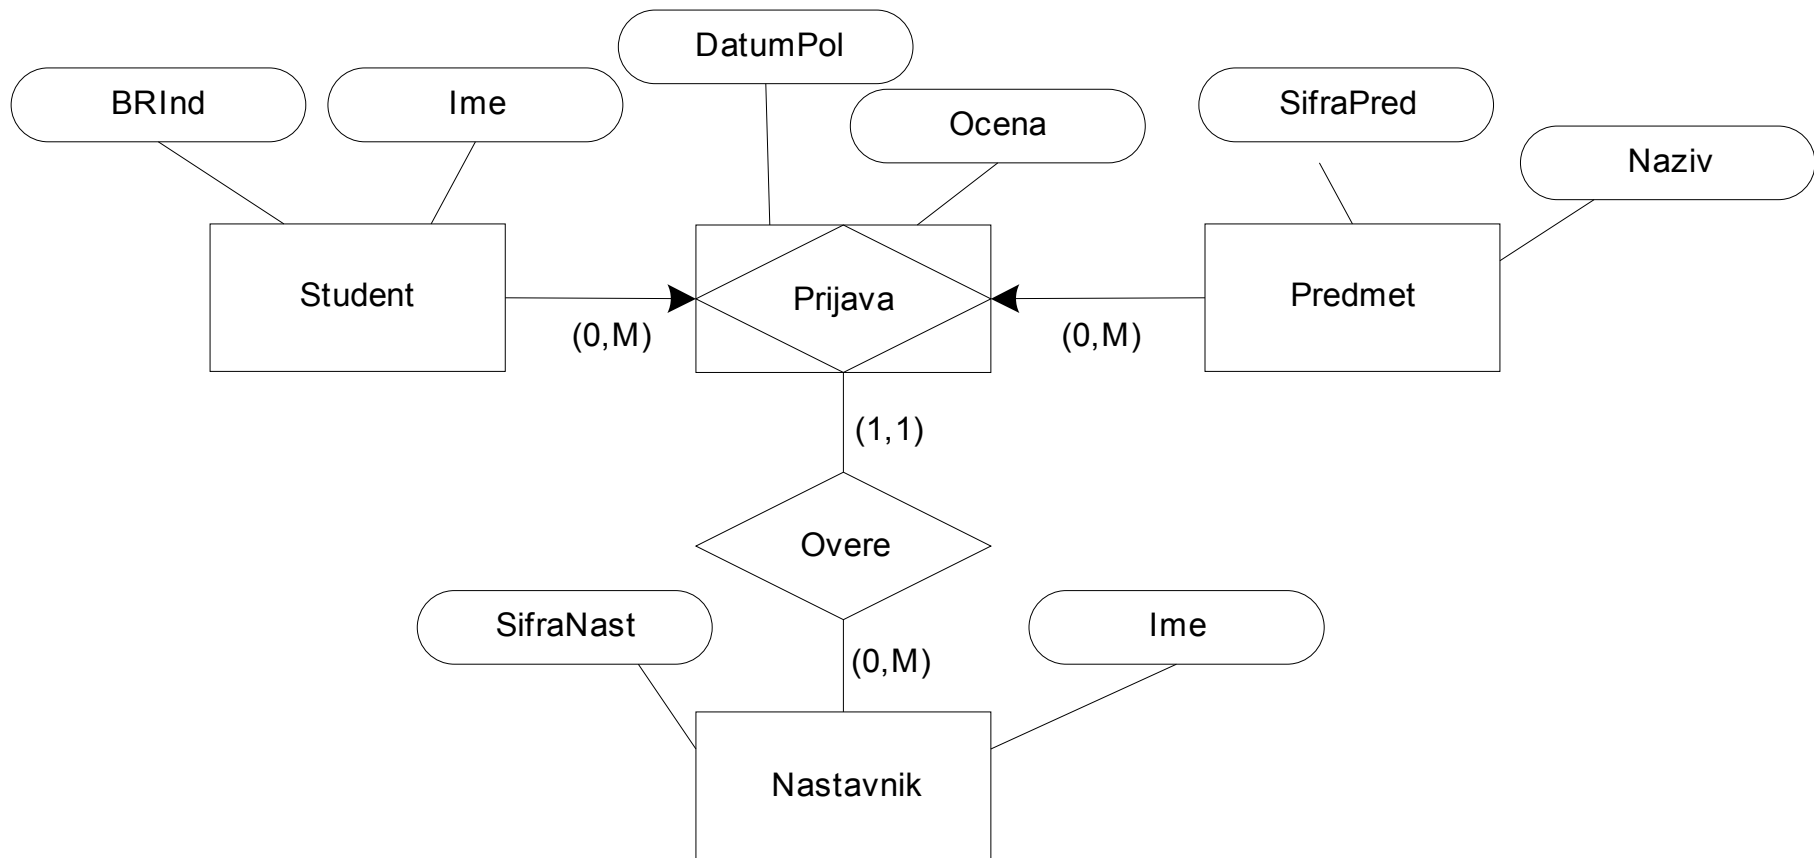 DatumPol
BRInd
Ime
SifraPred
Ocena
Naziv
Student
Prijava
Predmet
(0,M)
(0,M)
(1,1)
Overe
SifraNast
Ime
(0,M)
Nastavnik